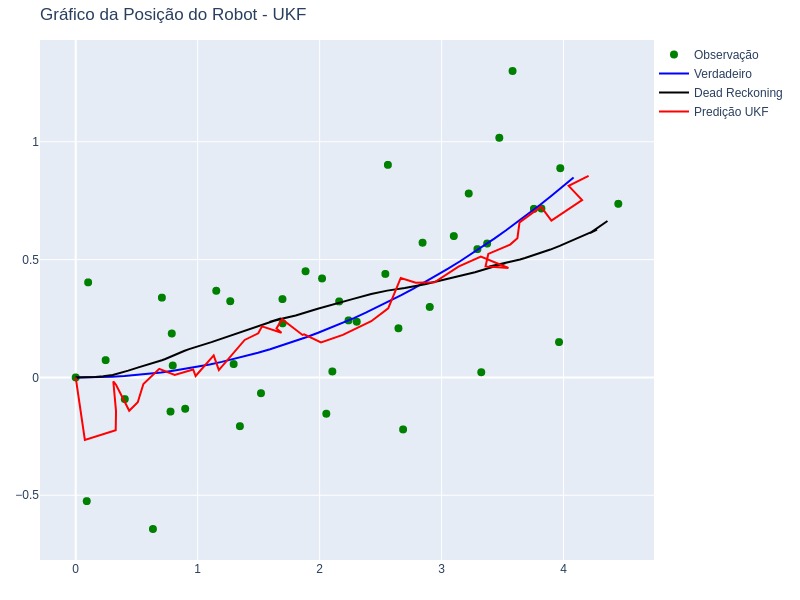 Gráfico da Posição do Robot - UKF
Observação
Verdadeiro
Dead Reckoning
Predição UKF
1
0.5
0
−0.5
0
1
2
3
4